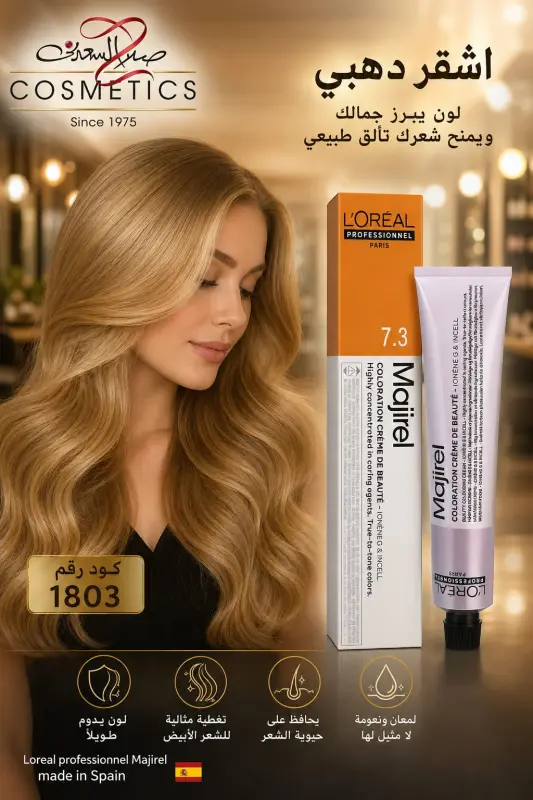 COSMETICS
Since 1975
اشقر دهبي
لون يبرز جمالك
ويمنح شعرك تألق طبيعي
L'ORÉAL
PROFESSIONNEL
PARIS
7.3
Majirel
COLORATION CRÈME DE BEAUTÉ - IONÈNE G & INCELL
Highly concentrated in caring agents. True-to-tone colors.
Majirel
COLORATION CRÈME DE BEAUTÉ - IONÈNE G & INCELL
L'ORÉAL
PROFESSIONNEL
PARIS
كود رقم
1803
لون يدوم
طويلاً
تغطية مثالية
للشعر الأبيض
يحافظ على
حيوية الشعر
لمعان ونعومة
لا مثيل لها
Loreal professionnel Majirel
made in Spain